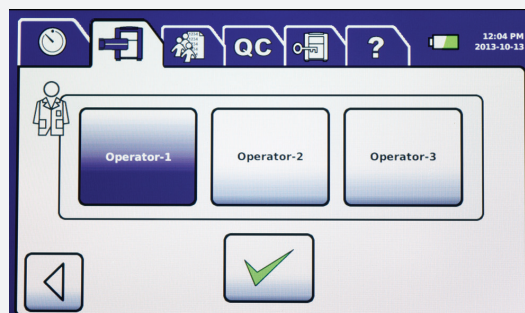 QC
?
12:04 PM
2013-10-13
Operator-1
Operator-2
Operator-3